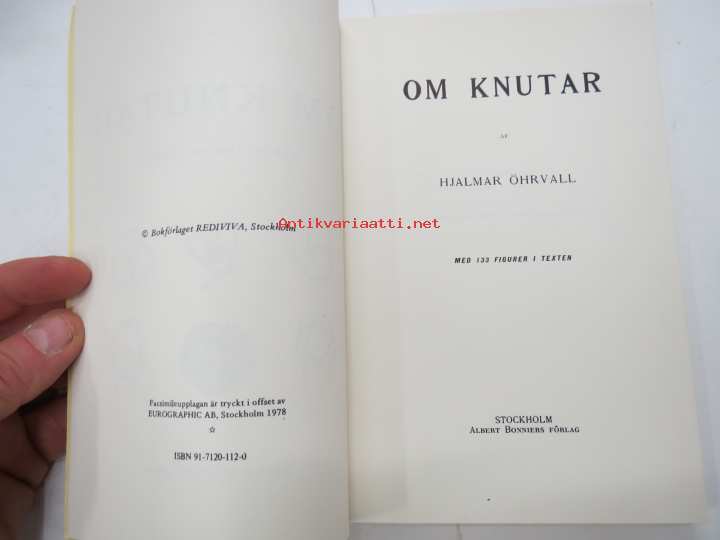 © Bokförlaget REDIVIVA, Stockholm
Facsimileupplagan är tryckt i offset av
EUROGRAPHIC AB, Stockholm 1978
☆
ISBN 91-7120-112-0
OM KNUTAR
AF
HJALMAR ÖHRVALL
MED 133 FIGURER I TEXTEN
STOCKHOLM
ALBERT BONNIERS FÖRLAG
Antikvariaatti.net